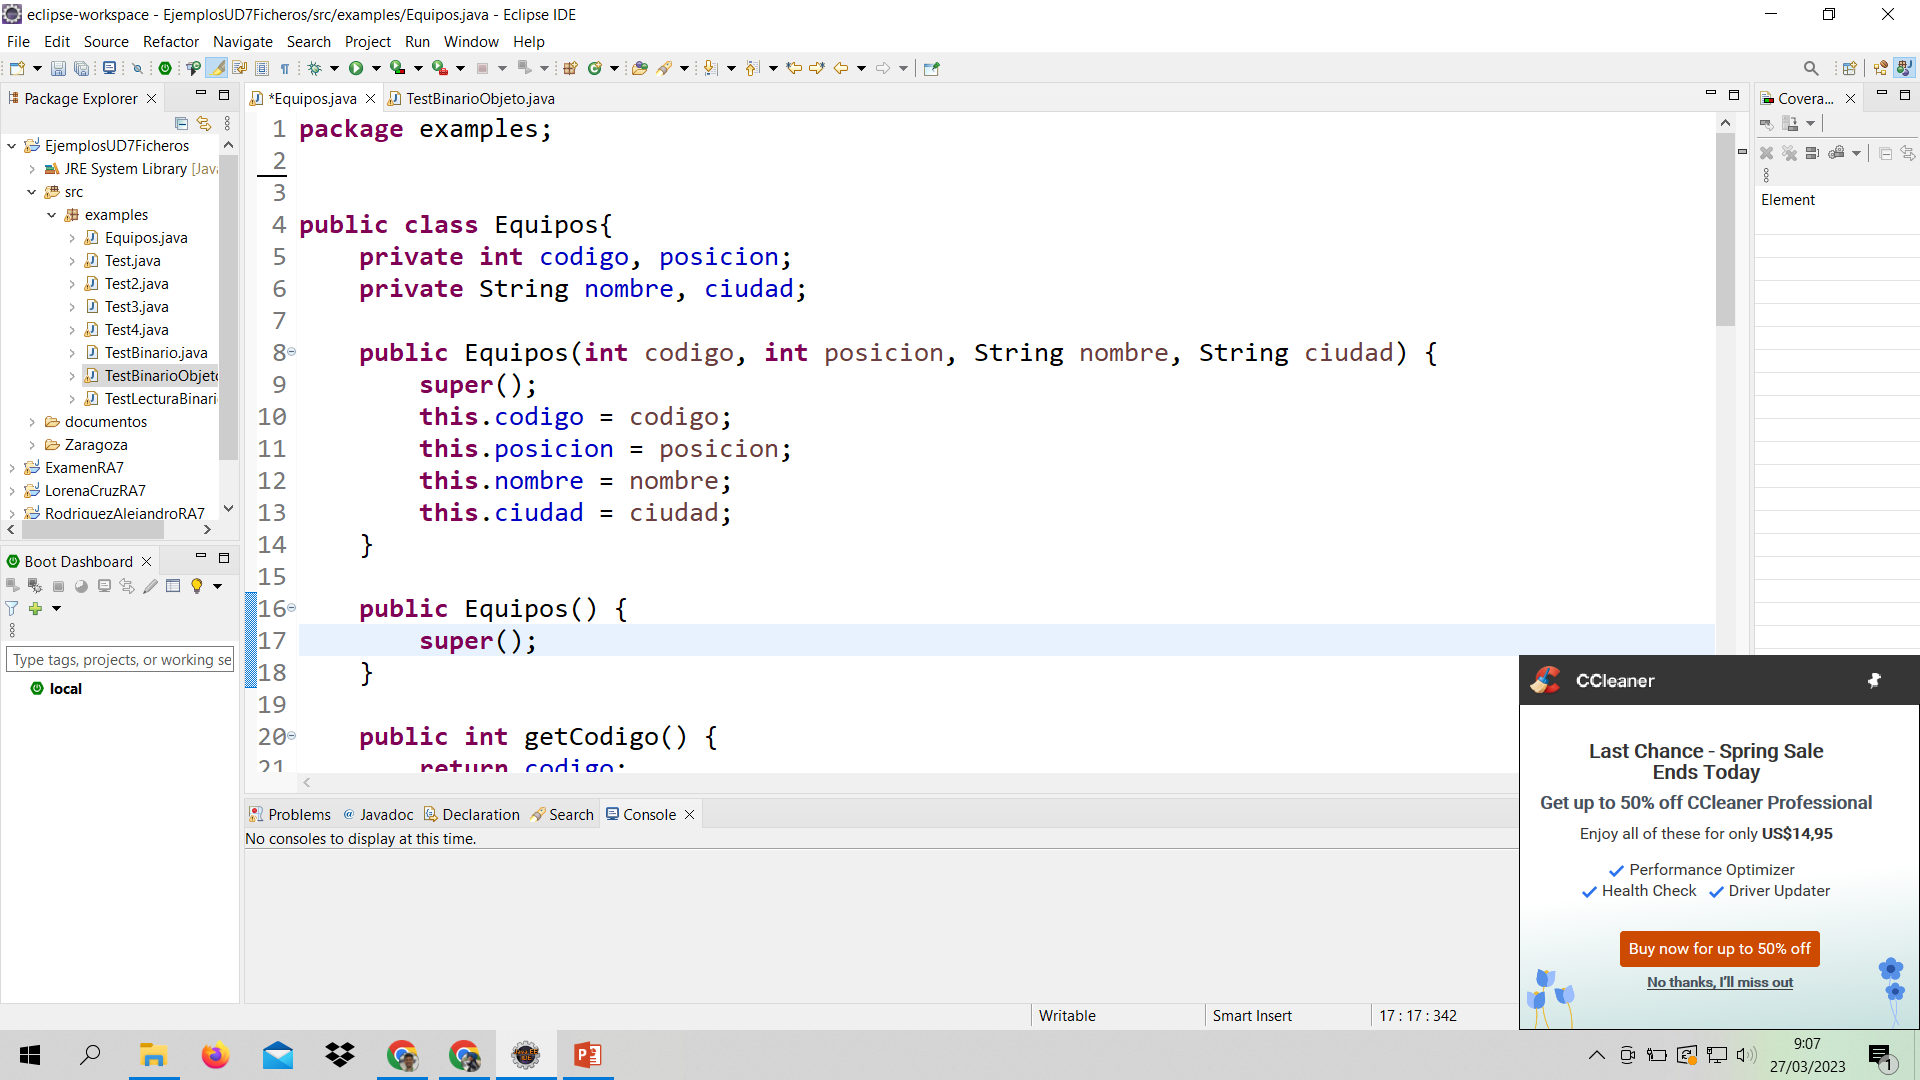 eclipse-workspace - EjemplosUD7Ficheros/src/examples/Equipos.java - Eclipse IDE
File Edit Source Refactor Navigate Search Project Run Window Help
Package Explorer
EjemplosUD7Ficheros
JRE System Library [Java
src
examples
Equipos.java
Test.java
Test2.java
Test3.java
Test4.java
TestBinario.java
TestBinarioObjeto
TestLecturaBinari
documentos
Zaragoza
ExamenRA7
LorenaCruzRA7
RodriguezAlejandroRA7
Boot Dashboard
Type tags, projects, or working se
local
*Equipos.java
TestBinarioObjeto.java
1 package examples;
2
3
4 public class Equipos{
5 private int codigo, posicion;
6 private String nombre, ciudad;
7
8 public Equipos(int codigo, int posicion, String nombre, String ciudad) {
9 super();
10 this.codigo = codigo;
11 this.posicion = posicion;
12 this.nombre = nombre;
13 this.ciudad = ciudad;
14 }
15
16 public Equipos() {
17 super();
18 }
19
20 public int getCodigo() {
21 return codigo;
Problems @ Javadoc Declaration Search Console
No consoles to display at this time.
Covera...
Element
CCleaner
Last Chance - Spring Sale
Ends Today
Get up to 50% off CCleaner Professional
Enjoy all of these for only US$14,95
Performance Optimizer
Health Check Driver Updater
Buy now for up to 50% off
No thanks, I'll miss out
Writable Smart Insert 17 : 17 : 342
9:07
27/03/2023
1